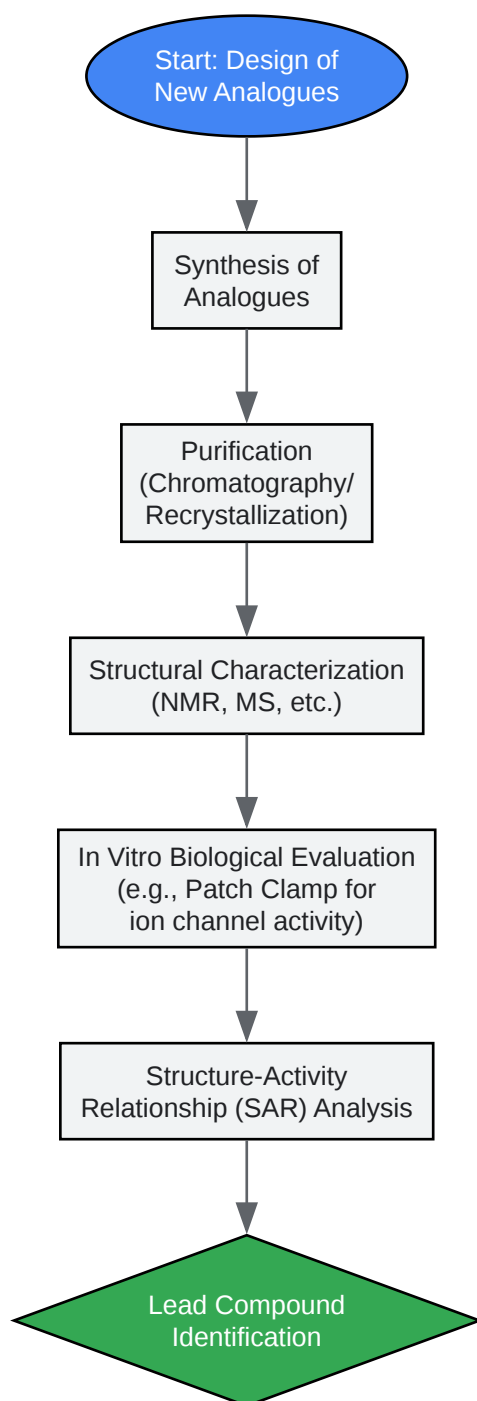 Start: Design of
New Analogues
Synthesis of
Analogues
Purification
(Chromatography/
Recrystallization)
Structural Characterization
(NMR, MS, etc.)
In Vitro Biological Evaluation
(e.g., Patch Clamp for
ion channel activity)
Structure-Activity
Relationship (SAR) Analysis
Lead Compound
Identification